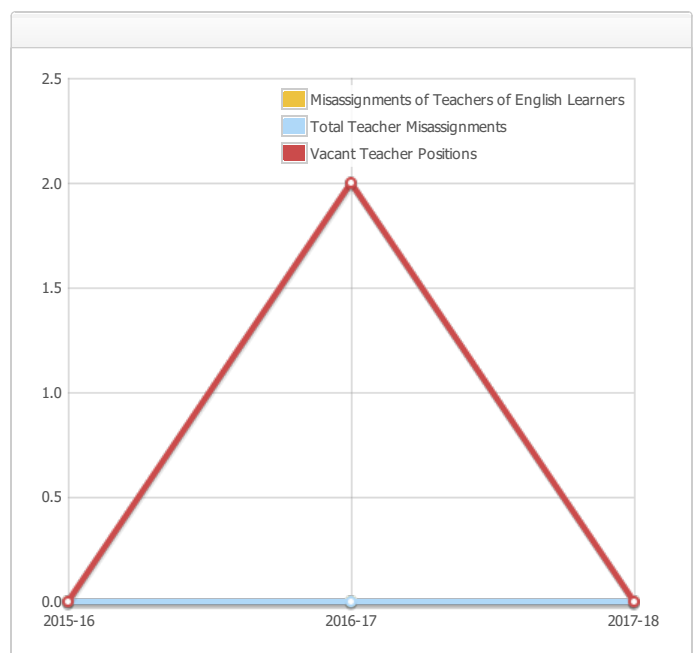 2.5
Misassignments of Teachers of English Learners
Total Teacher Misassignments
Vacant Teacher Positions
2.0
1.5
1.0
0.5
0.0
2015-16 2016-17 2017-18